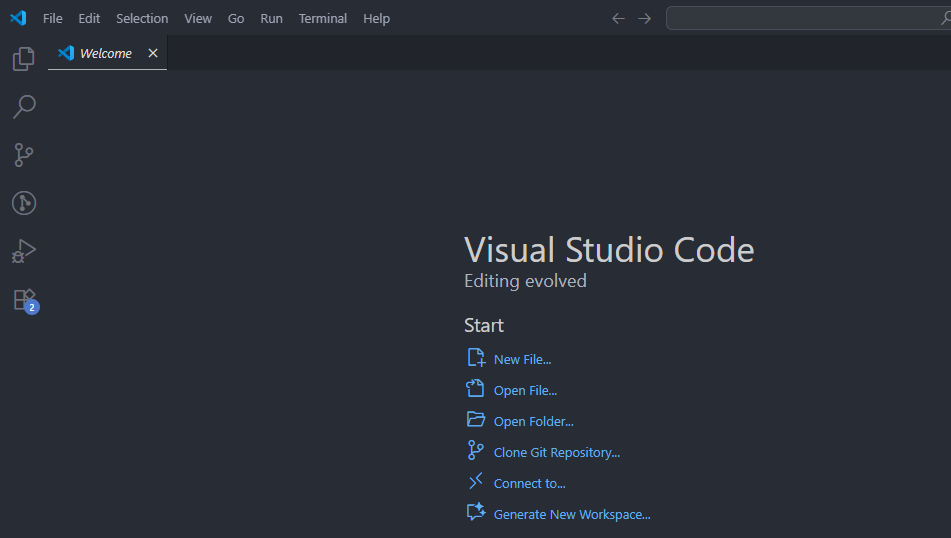 File Edit Selection View Go Run Terminal Help
Welcome
2
Visual Studio Code
Editing evolved
Start
New File...
Open File...
Open Folder...
Clone Git Repository...
Connect to...
Generate New Workspace...